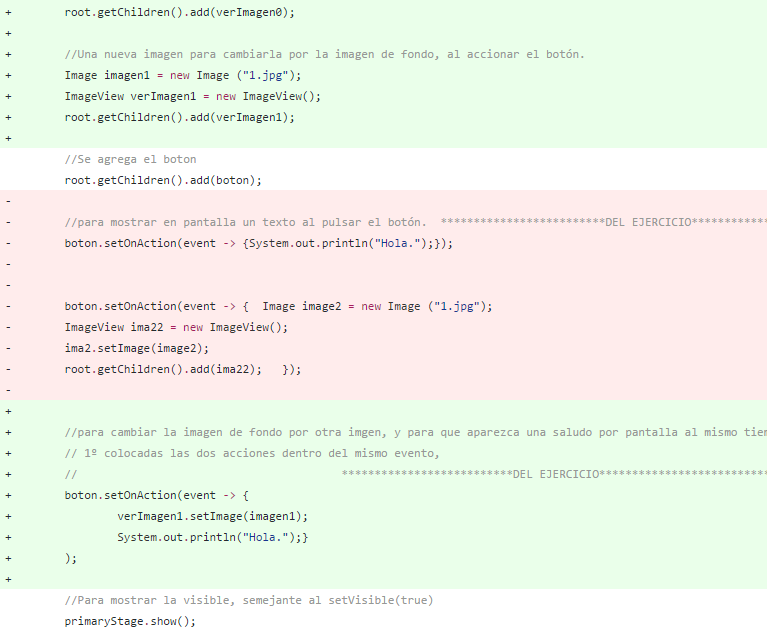 + root.getChildren().add(verImagen0);
+
+ //Una nueva imagen para cambiarla por la imagen de fondo, al accionar el botón.
+ Image imagen1 = new Image ("1.jpg");
+ ImageView verImagen1 = new ImageView();
+ root.getChildren().add(verImagen1);
+
//Se agrega el boton
root.getChildren().add(boton);
-
- //para mostrar en pantalla un texto al pulsar el botón.  *************************DEL EJERCICIO************
- boton.setOnAction(event -> {System.out.println("Hola.");});
-
-
- boton.setOnAction(event -> {  Image image2 = new Image ("1.jpg");
- ImageView ima22 = new ImageView();
- ima2.setImage(image2);
- root.getChildren().add(ima22);   });
-
+
+ //para cambiar la imagen de fondo por otra imgen, y para que aparezca una saludo por pantalla al mismo
+ // 1º colocadas las dos acciones dentro del mismo evento,
+ // **************************DEL EJERCICIO**************************
+ boton.setOnAction(event -> {
+ verImagen1.setImage(imagen1);
+ System.out.println("Hola.");}
+ );
+
//Para mostrar la visible, semejante al setVisible(true)
primaryStage.show();